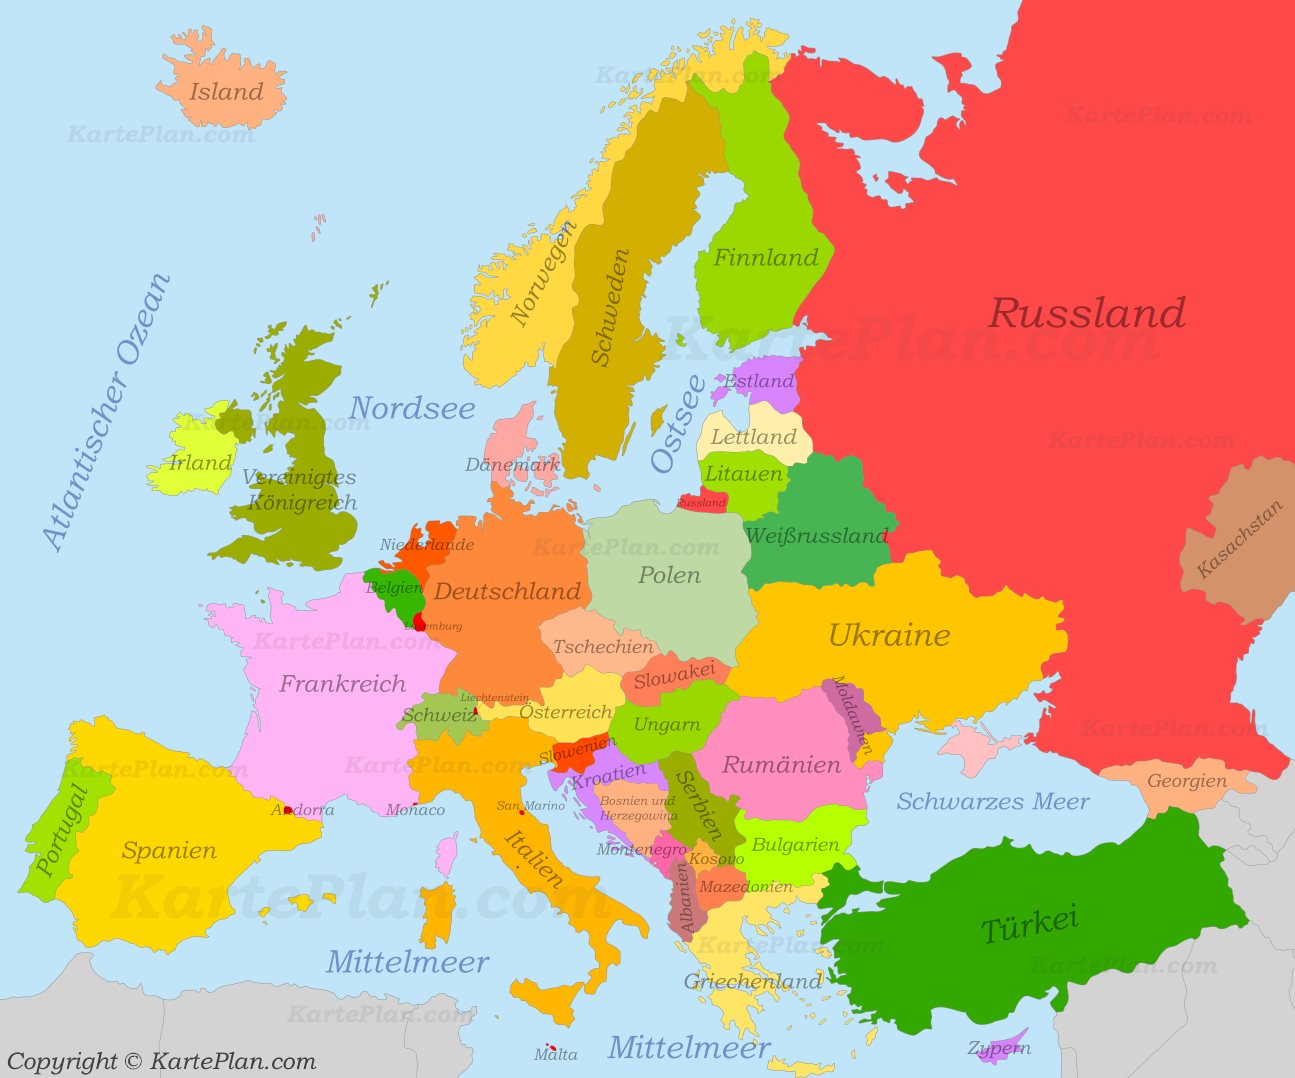 Island
KartePlan.com
KartePlan.com
KartePlan.com
Norwegen
Schweden
Finnland
Russland
KartePlan.com
Atlantischer Ozean
Nordsee
Ostsee
Estland
KartePlan.com
Lettland
KartePlan.com
Irland
Vereinigtes
Königreich
Dänemark
Litauen
Russland
Kasachstan
Weißrussland
Niederlande
KartePlan.com
Belgien
Deutschland
Polen
Luxemburg
KartePlan.com
Tschechien
Ukraine
Frankreich
Slowakei
Liechtenstein
Schweiz
Österreich
Ungarn
Moldawien
KartePlan.com
Slowenien
KartePlan.com
KartePlan.com
Kroatien
Rumänien
Georgien
Portugal
Andorra
Monaco
San Marino
Bosnien und
Herzegowina
Serbien
Schwarzes Meer
Spanien
Italien
Montenegro
Kosovo
Bulgarien
KartePlan.com
Albanien
Mazedonien
Türkei
KartePlan.com
Mittelmeer
KartePlan.com
Griechenland
KartePlan.com
Malta
Mittelmeer
Zypern
Copyright © KartePlan.com